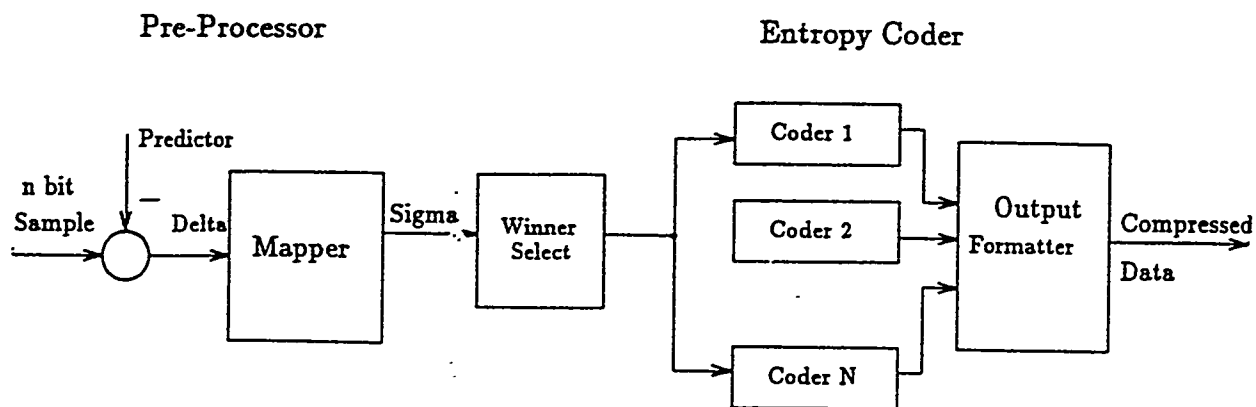 Pre-Processor
Entropy Coder
Predictor
n bit
Sample
Delta
Mapper
Sigma
Winner
Select
Coder 1
Coder 2
Coder N
Output
Formatter
Compressed
Data